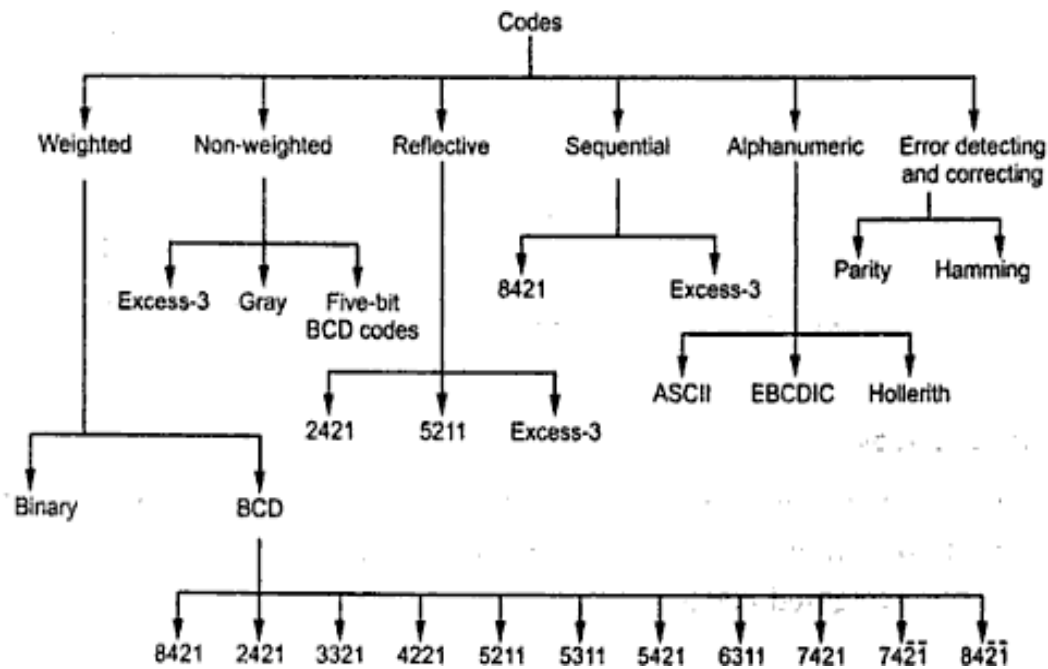 Codes
Weighted Non-weighted Reflective Sequential Alphanumeric Error detecting
and correcting
Excess-3 Gray Five-bit
BCD codes
8421 Excess-3
Parity Hamming
2421 5211 Excess-3
ASCII EBCDIC Hollerith
Binary BCD
8421 2421 3321 4221 5211 5311 5421 6311 7421 742̅1̅ 842̅1̅